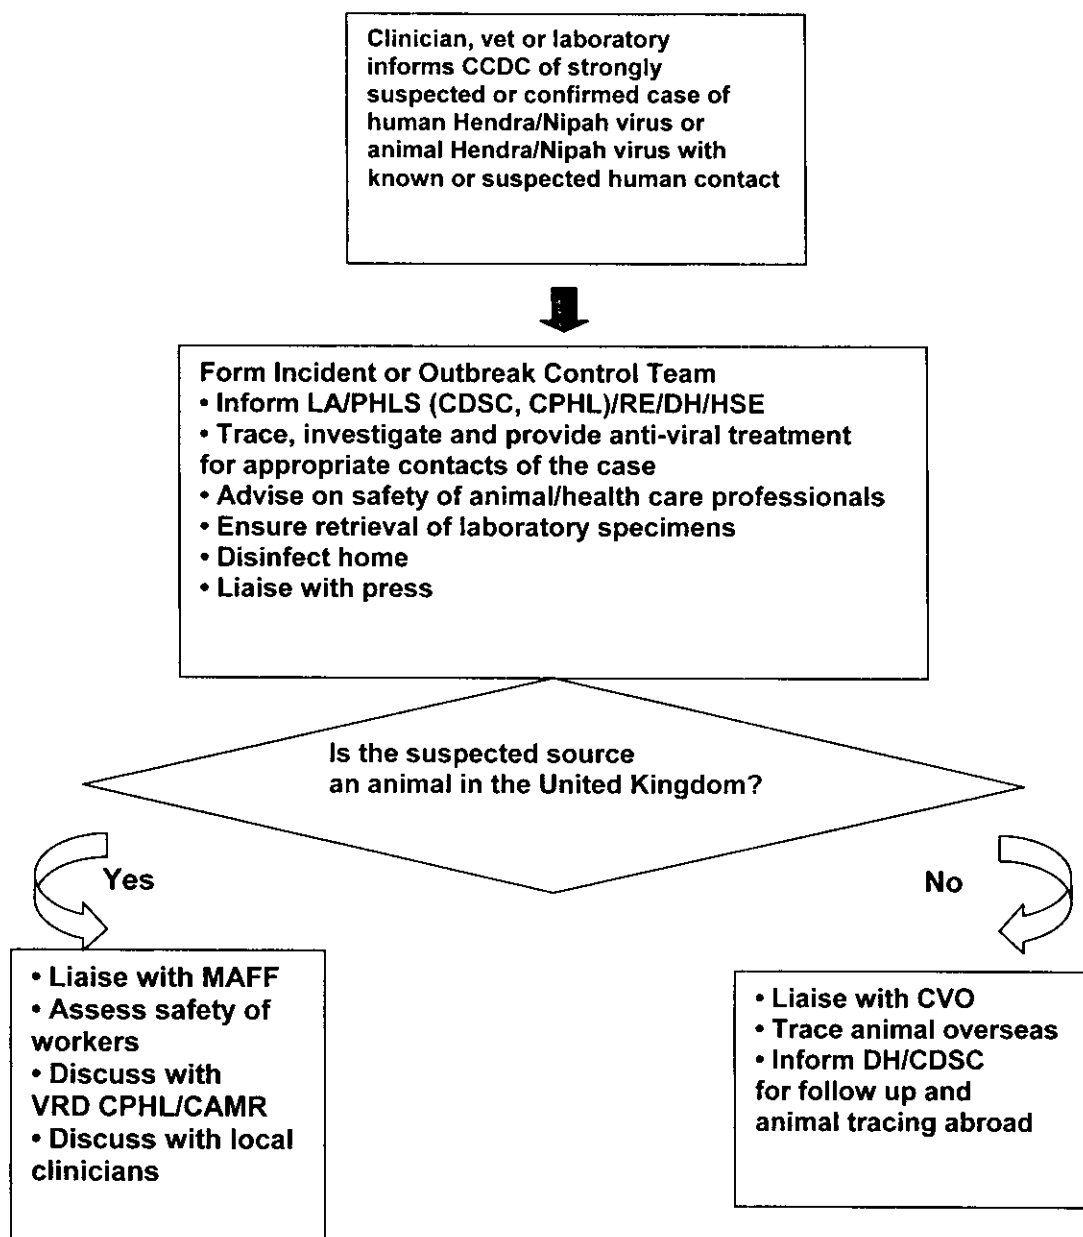 Clinician, vet or laboratory
informs CCDC of strongly
suspected or confirmed case of
human Hendra/Nipah virus or
animal Hendra/Nipah virus with
known or suspected human contact
Form Incident or Outbreak Control Team
• Inform LA/PHLS (CDSC, CPHL)/RE/DH/HSE
• Trace, investigate and provide anti-viral treatment
for appropriate contacts of the case
• Advise on safety of animal/health care professionals
• Ensure retrieval of laboratory specimens
• Disinfect home
• Liaise with press
Is the suspected source
an animal in the United Kingdom?
Yes
No
• Liaise with MAFF
• Assess safety of
workers
• Discuss with
VRD CPHL/CAMR
• Discuss with local
clinicians
• Liaise with CVO
• Trace animal overseas
• Inform DH/CDSC
for follow up and
animal tracing abroad